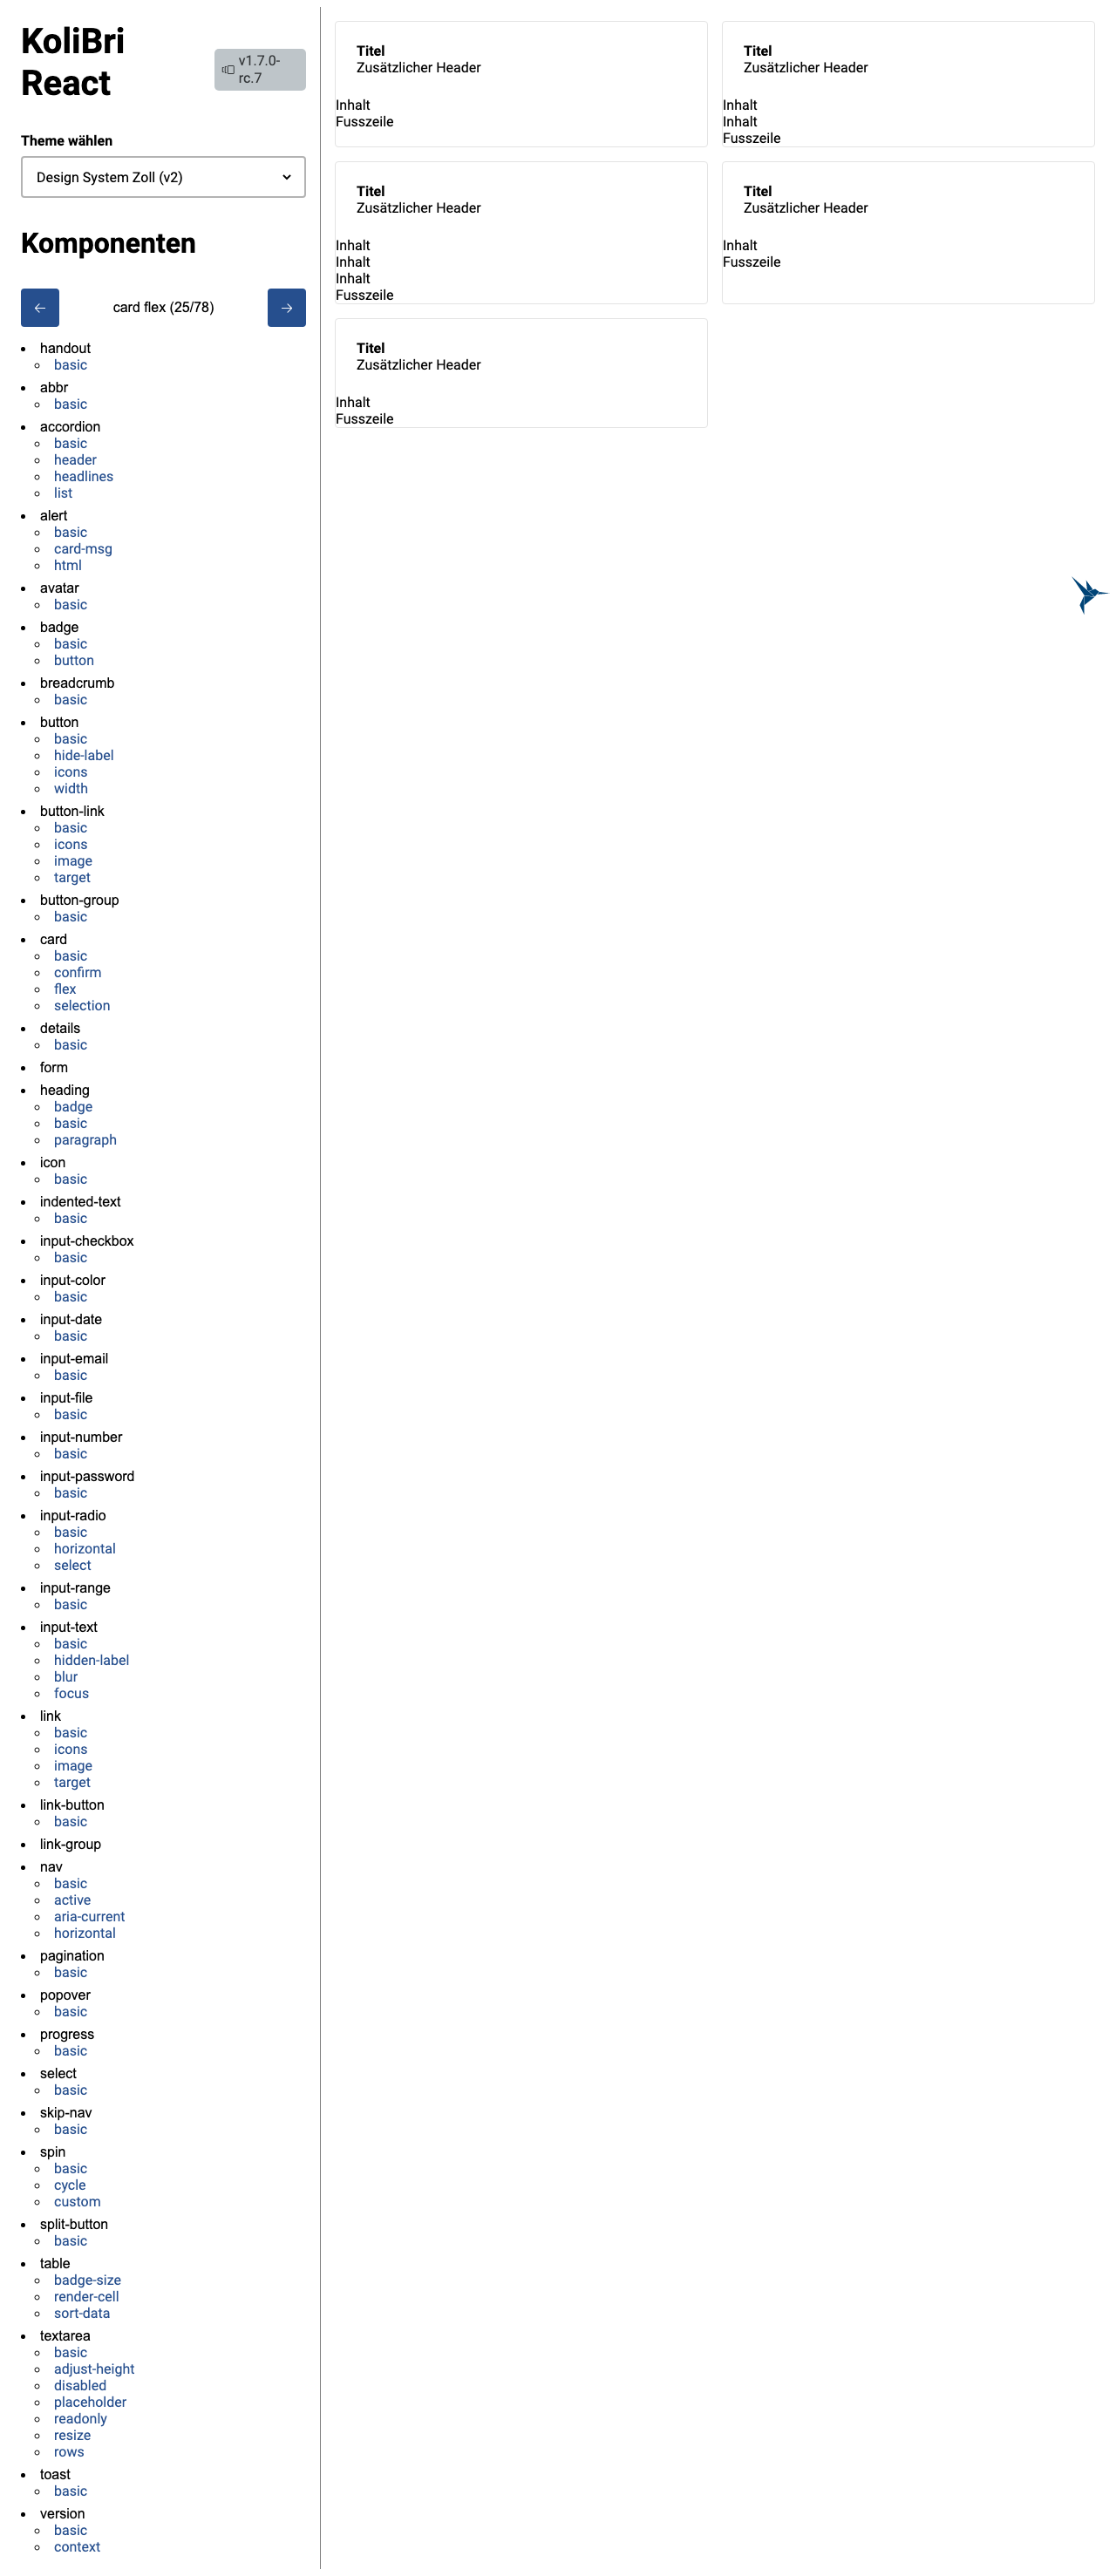 KoliBri
React
v1.7.0-
rc.7
Theme wählen
Design System Zoll (v2)
Komponenten
card flex (25/78)
handout
basic
abbr
basic
accordion
basic
header
headlines
list
alert
basic
card-msg
html
avatar
basic
badge
basic
button
breadcrumb
basic
button
basic
hide-label
icons
width
button-link
basic
icons
image
target
button-group
basic
card
basic
confirm
flex
selection
details
basic
form
heading
badge
basic
paragraph
icon
basic
indented-text
basic
input-checkbox
basic
input-color
basic
input-date
basic
input-email
basic
input-file
basic
input-number
basic
input-password
basic
input-radio
basic
horizontal
select
input-range
basic
input-text
basic
hidden-label
blur
focus
link
basic
icons
image
target
link-button
basic
link-group
nav
basic
active
aria-current
horizontal
pagination
basic
popover
basic
progress
basic
select
basic
skip-nav
basic
spin
basic
cycle
custom
split-button
basic
table
badge-size
render-cell
sort-data
textarea
basic
adjust-height
disabled
placeholder
readonly
resize
rows
toast
basic
version
basic
context
Titel
Zusätzlicher Header
Inhalt
Fusszeile
Titel
Zusätzlicher Header
Inhalt
Inhalt
Fusszeile
Titel
Zusätzlicher Header
Inhalt
Inhalt
Inhalt
Fusszeile
Titel
Zusätzlicher Header
Inhalt
Fusszeile
Titel
Zusätzlicher Header
Inhalt
Fusszeile